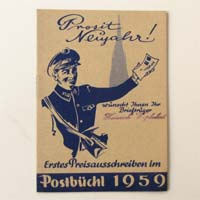 Prosit
Neujahr!
wünscht Ihnen Ihr
Briefträger
Erstes Preisausschreiben im
Postbüchl 1959